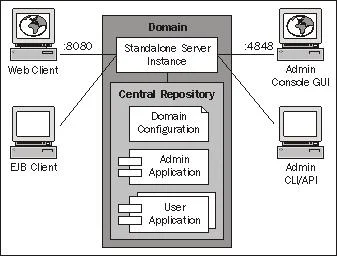 Domain
:8080
Standalone Server
Instance
:4848
Web Client
Admin
Console GUI
Central Repository
Domain
Configuration
EJB Client
Admin
Application
Admin
CLI/API
User
Application